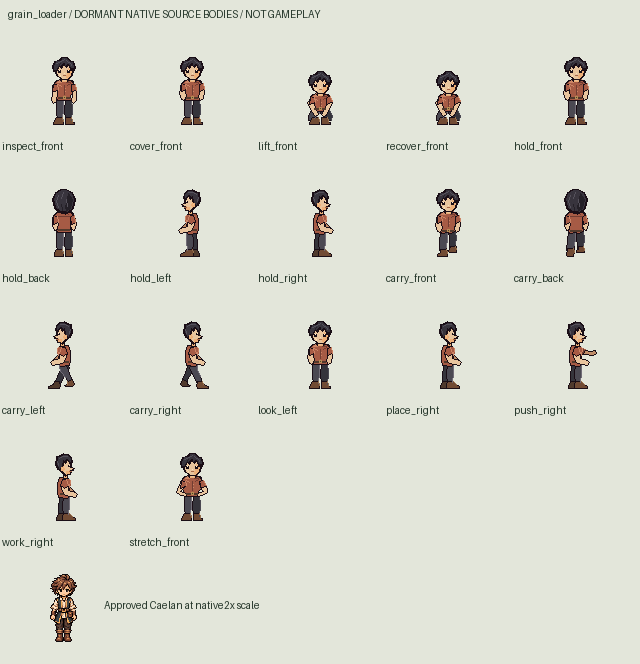 grain_loader / DORMANT NATIVE SOURCE BODIES / NOT GAMEPLAY
inspect_front cover_front lift_front recover_front hold_front
hold_back hold_left hold_right carry_front carry_back
carry_left carry_right look_left place_right push_right
work_right stretch_front
Approved Caelan at native2x scale